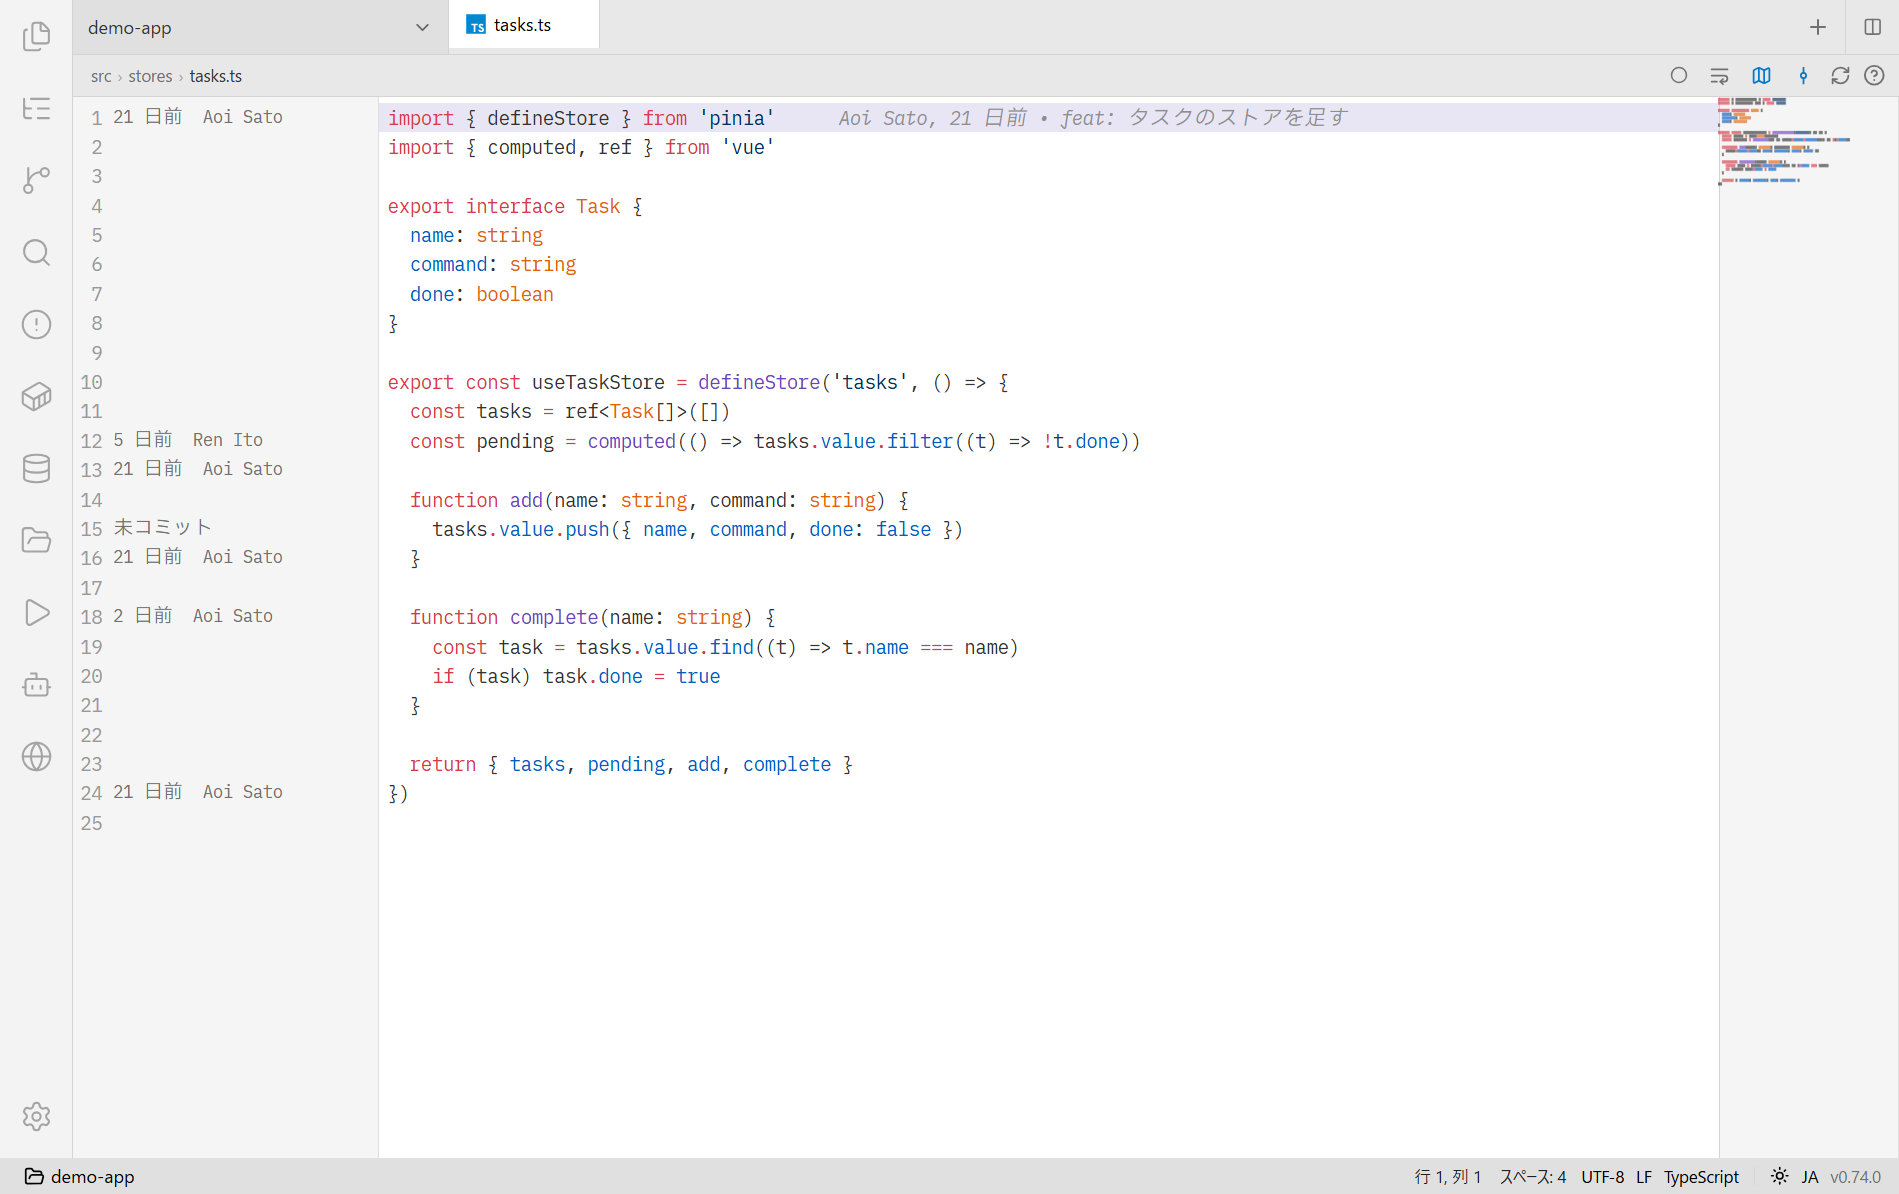 demo-app
TS tasks.ts
src › stores › tasks.ts
1 21 日前 Aoi Sato import { defineStore } from 'pinia' Aoi Sato, 21 日前 • feat: タスクのストアを足す
2 import { computed, ref } from 'vue'
3
4 export interface Task {
5 name: string
6 command: string
7 done: boolean
8 }
9
10 export const useTaskStore = defineStore('tasks', () => {
11 const tasks = ref<Task[]>([])
12 5 日前 Ren Ito const pending = computed(() => tasks.value.filter((t) => !t.done))
13 21 日前 Aoi Sato
14 function add(name: string, command: string) {
15 未コミット tasks.value.push({ name, command, done: false })
16 21 日前 Aoi Sato }
17
18 2 日前 Aoi Sato function complete(name: string) {
19 const task = tasks.value.find((t) => t.name === name)
20 if (task) task.done = true
21 }
22
23 return { tasks, pending, add, complete }
24 21 日前 Aoi Sato })
25
demo-app
行 1, 列 1 スペース: 4 UTF-8 LF TypeScript JA v0.74.0